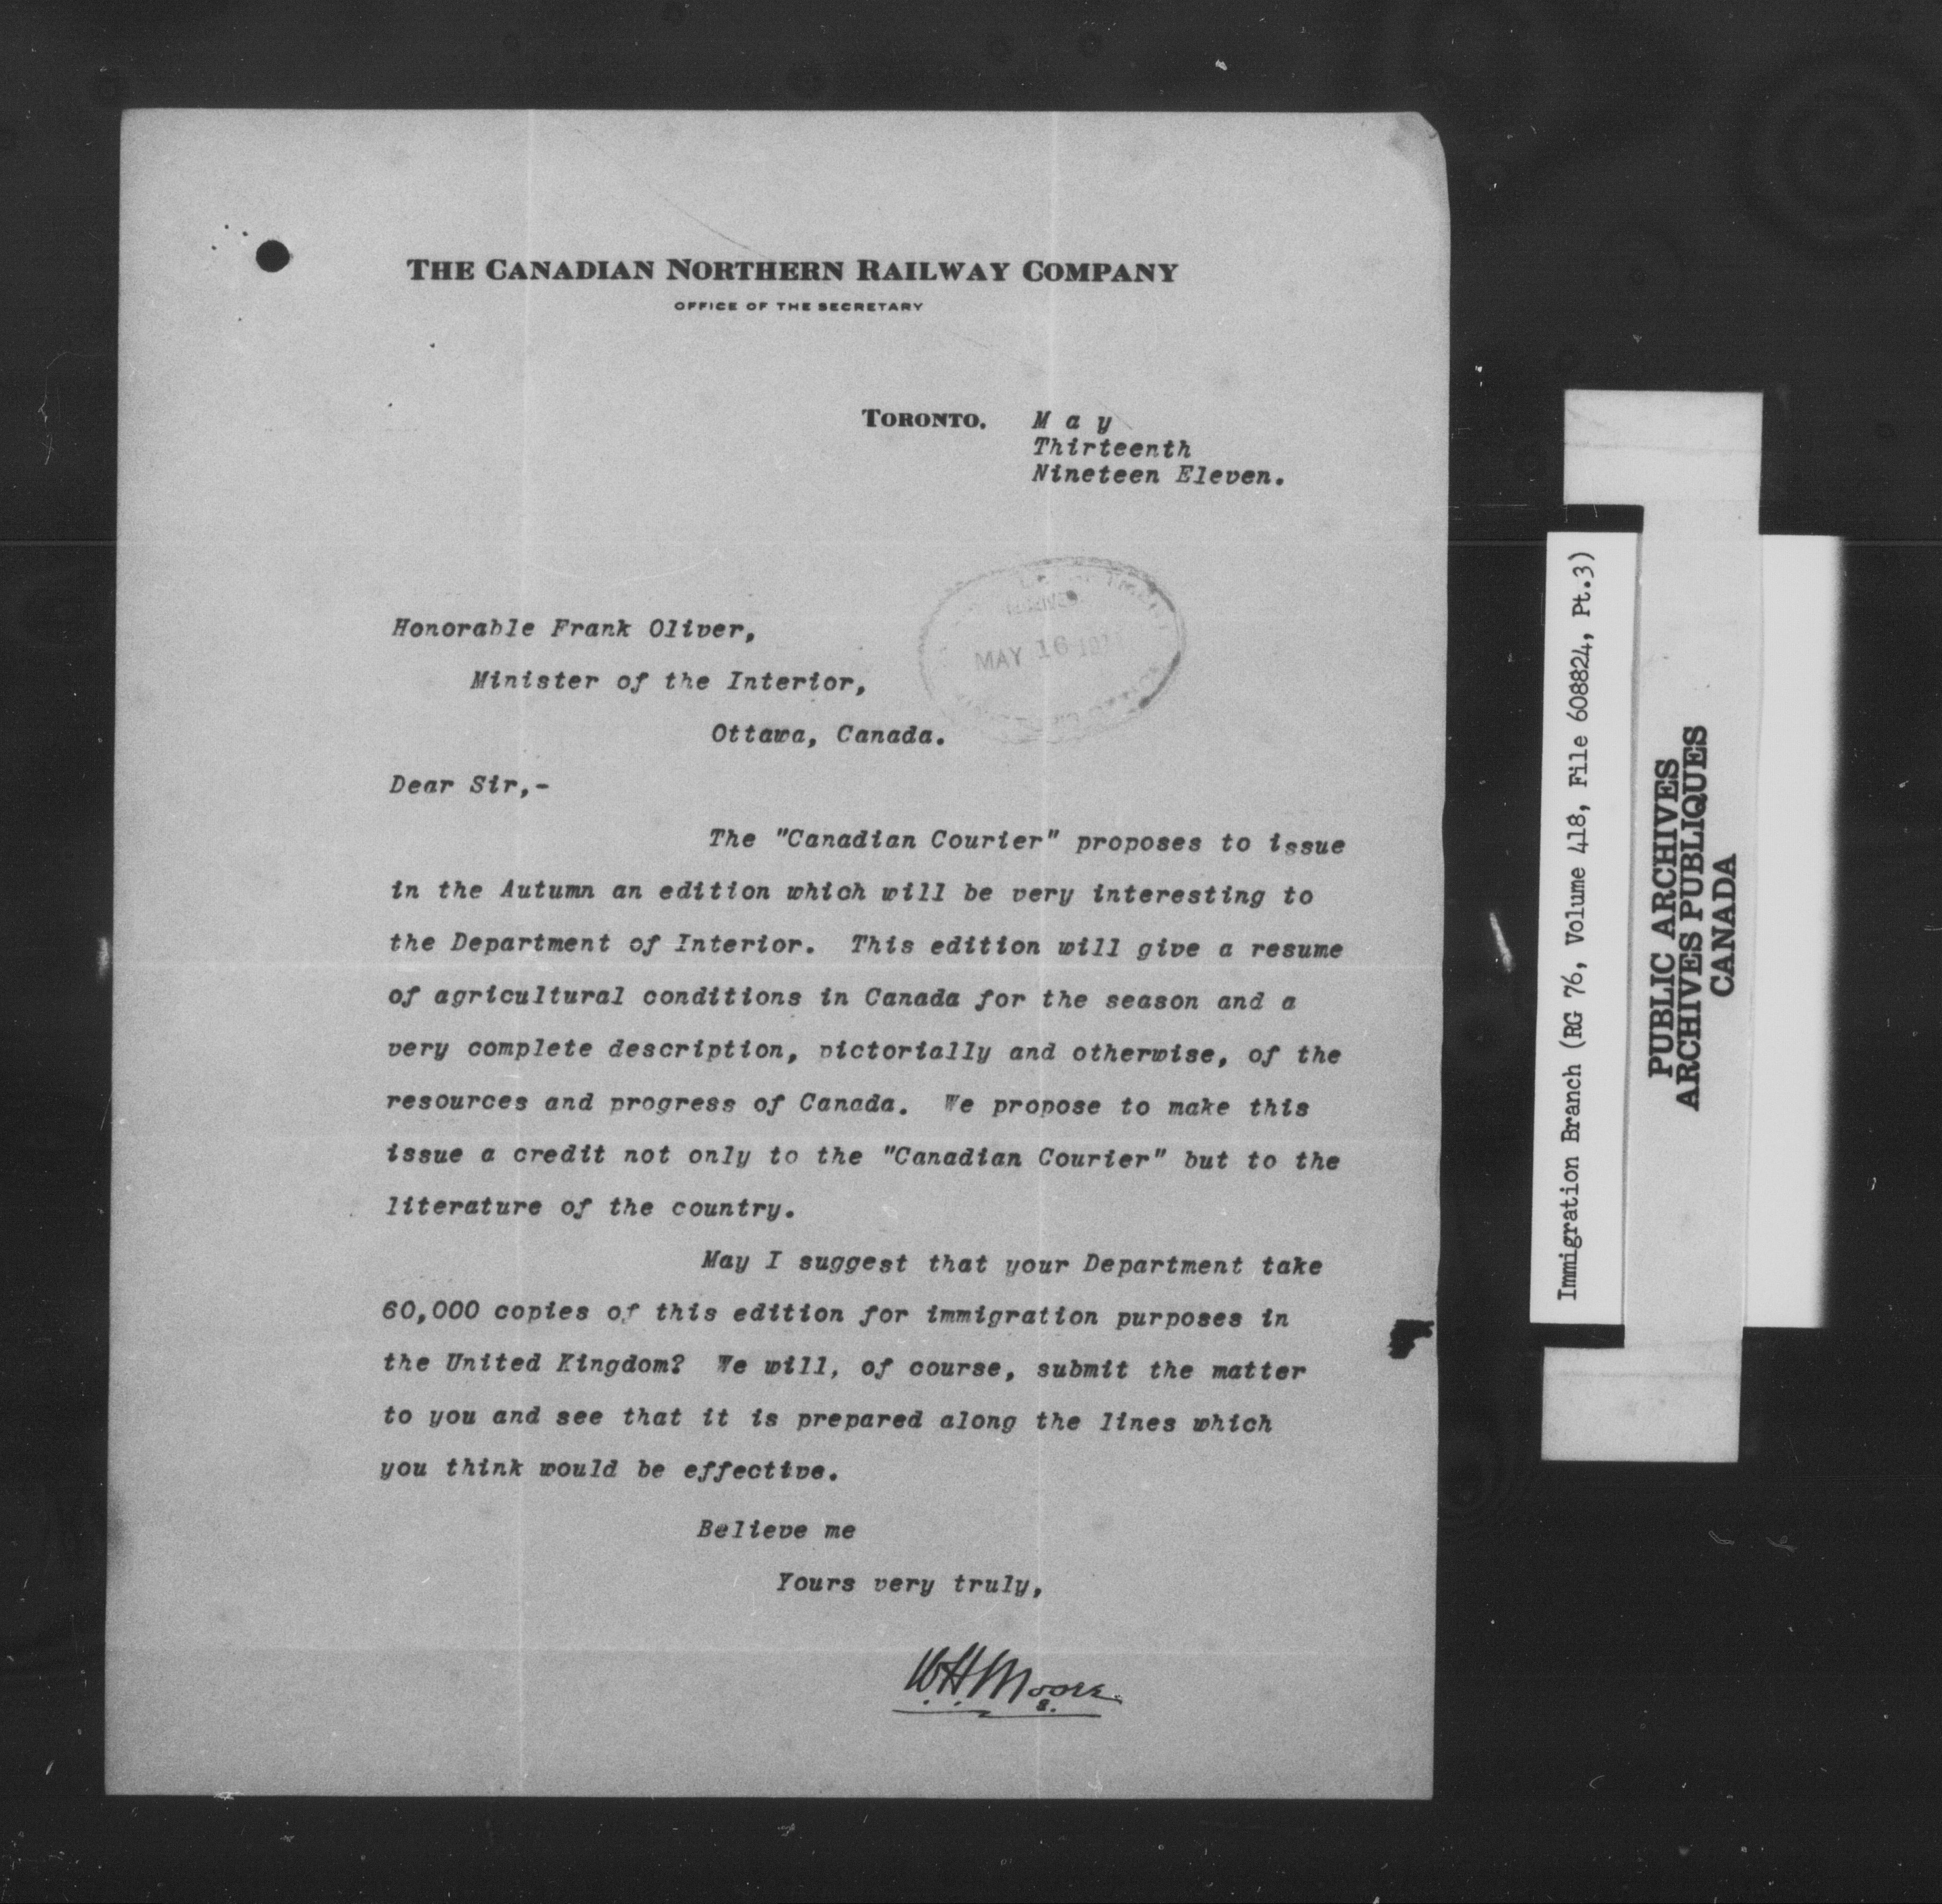 THE CANADIAN NORTHERN RAILWAY COMPANY
OFFICE OF THE SECRETARY
TORONTO. May
Thirteenth
Nineteen Eleven.
RECEIVED
MAY 16
Honorable Frank Oliver,
Minister of the Interior,
Ottawa, Canada.
Dear Sir,-
The "Canadian Courier" proposes to issue
in the Autumn an edition which will be very interesting to
the Department of Interior. This edition will give a resume
of agricultural conditions in Canada for the season and a
very complete description, pictorially and otherwise, of the
resources and progress of Canada. We propose to make this
issue a credit not only to the "Canadian Courier" but to the
literature of the country.
May I suggest that your Department take
60,000 copies of this edition for immigration purposes in
the United Kingdom? We will, of course, submit the matter
to you and see that it is prepared along the lines which
you think would be effective.
Believe me
Yours very truly,
W H Moore
Immigration Branch (RG 76, Volume 418, File 608824, Pt.3)
PUBLIC ARCHIVES
ARCHIVES PUBLIQUES
CANADA